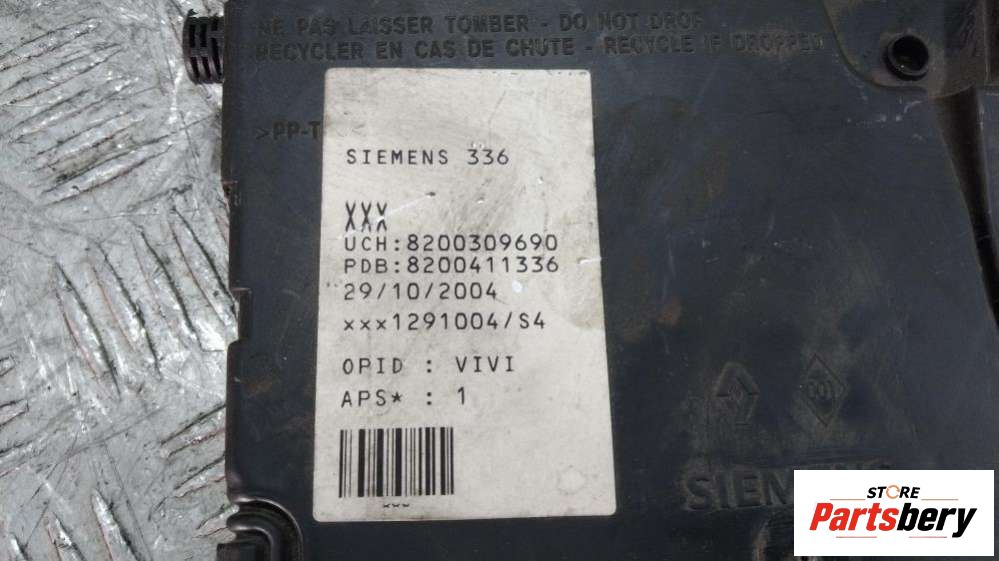 NE PAS LAISSER TOMBER - DO NOT DROP
RECYCLER EN CAS DE CHUTE - RECYCLE IF DROPPED
SIEMENS 336
XXX
UCH:8200309690
PDB:8200411336
29/10/2004
xxx1291004/S4
OPID : VIVI
APS* : 1
STORE
Partsbery